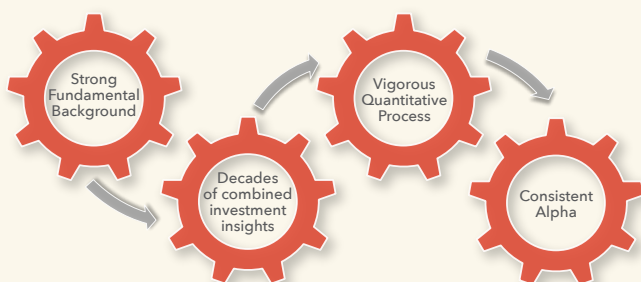 Strong
Fundamental
Background
Decades
of combined
investment
insights
Vigorous
Quantitative
Process
Consistent
Alpha